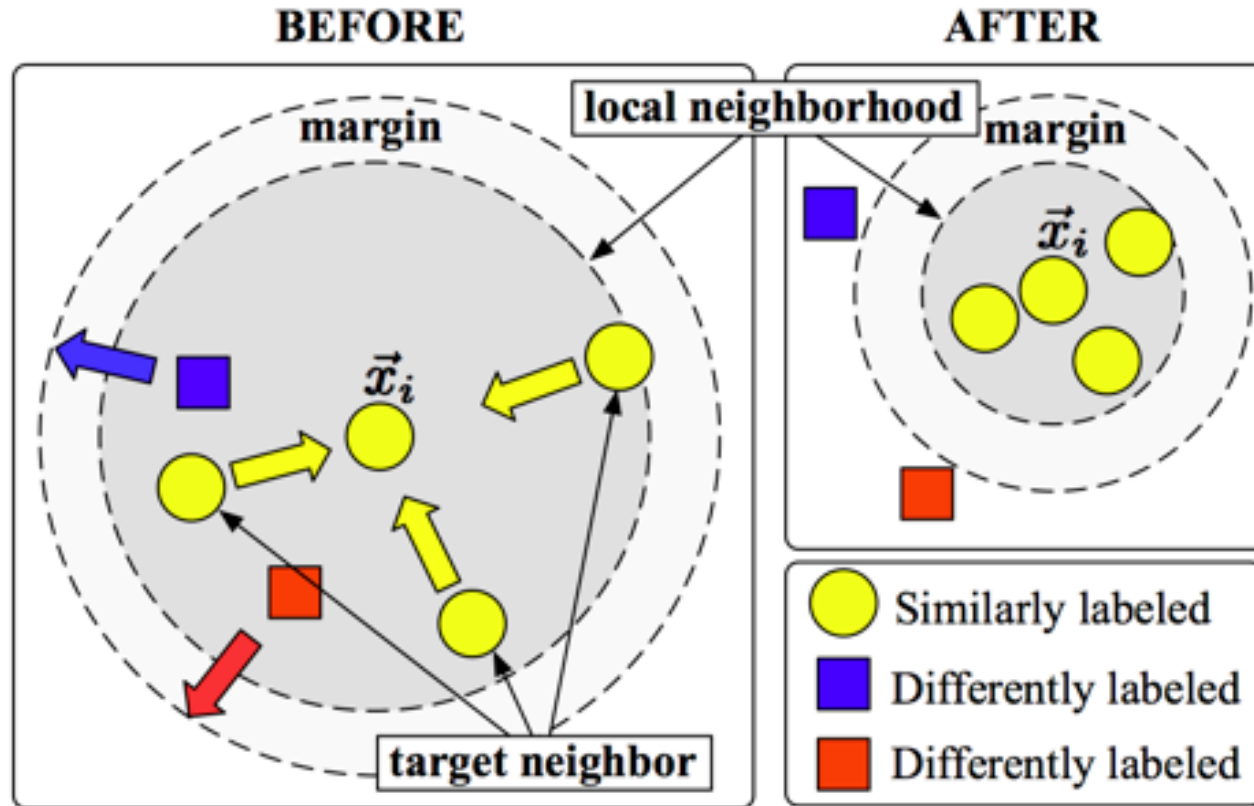 BEFORE
AFTER
local neighborhood
margin
margin
x⃗ᵢ
x⃗ᵢ
target neighbor
Similarly labeled
Differently labeled
Differently labeled